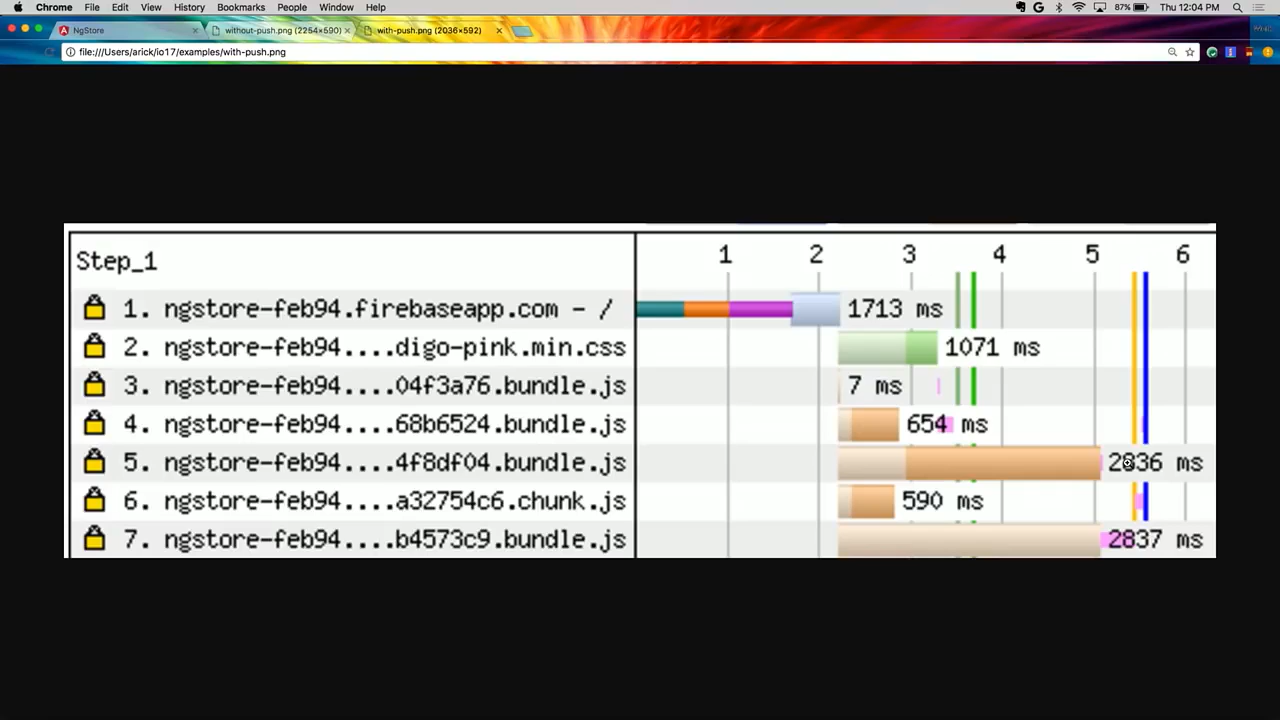 Chrome File Edit View History Bookmarks People Window Help 87% Thu 12:04 PM
NgStore without-push.png (2254×590) with-push.png (2036×592)
file:///Users/arick/io17/examples/with-push.png
Step_1 1 2 3 4 5 6
1. ngstore-feb94.firebaseapp.com - / 1713 ms
2. ngstore-feb94....digo-pink.min.css 1071 ms
3. ngstore-feb94....04f3a76.bundle.js 7 ms
4. ngstore-feb94....68b6524.bundle.js 654 ms
5. ngstore-feb94....4f8df04.bundle.js 2836 ms
6. ngstore-feb94....a32754c6.chunk.js 590 ms
7. ngstore-feb94....b4573c9.bundle.js 2837 ms